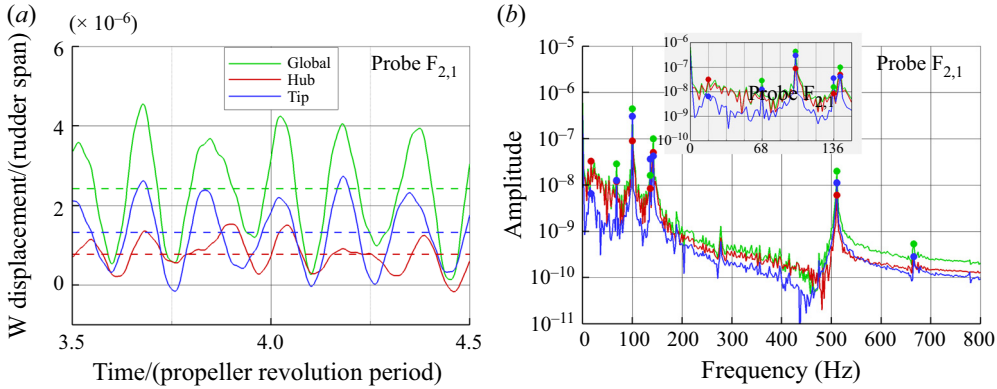 (a)
(× 10–6)
6
4
2
0
W displacement/(rudder span)
Global
Hub
Tip
Probe F2,1
3.5 4.0 4.5
Time/(propeller revolution period)
(b)
10–5
10–6
10–7
10–8
10–9
10–10
10–11
Amplitude
Probe F2,1
10–6
10–7
10–8
10–9
10–10
Probe F2,1
0 68 136
0 100 200 300 400 500 600 700 800
Frequency (Hz)